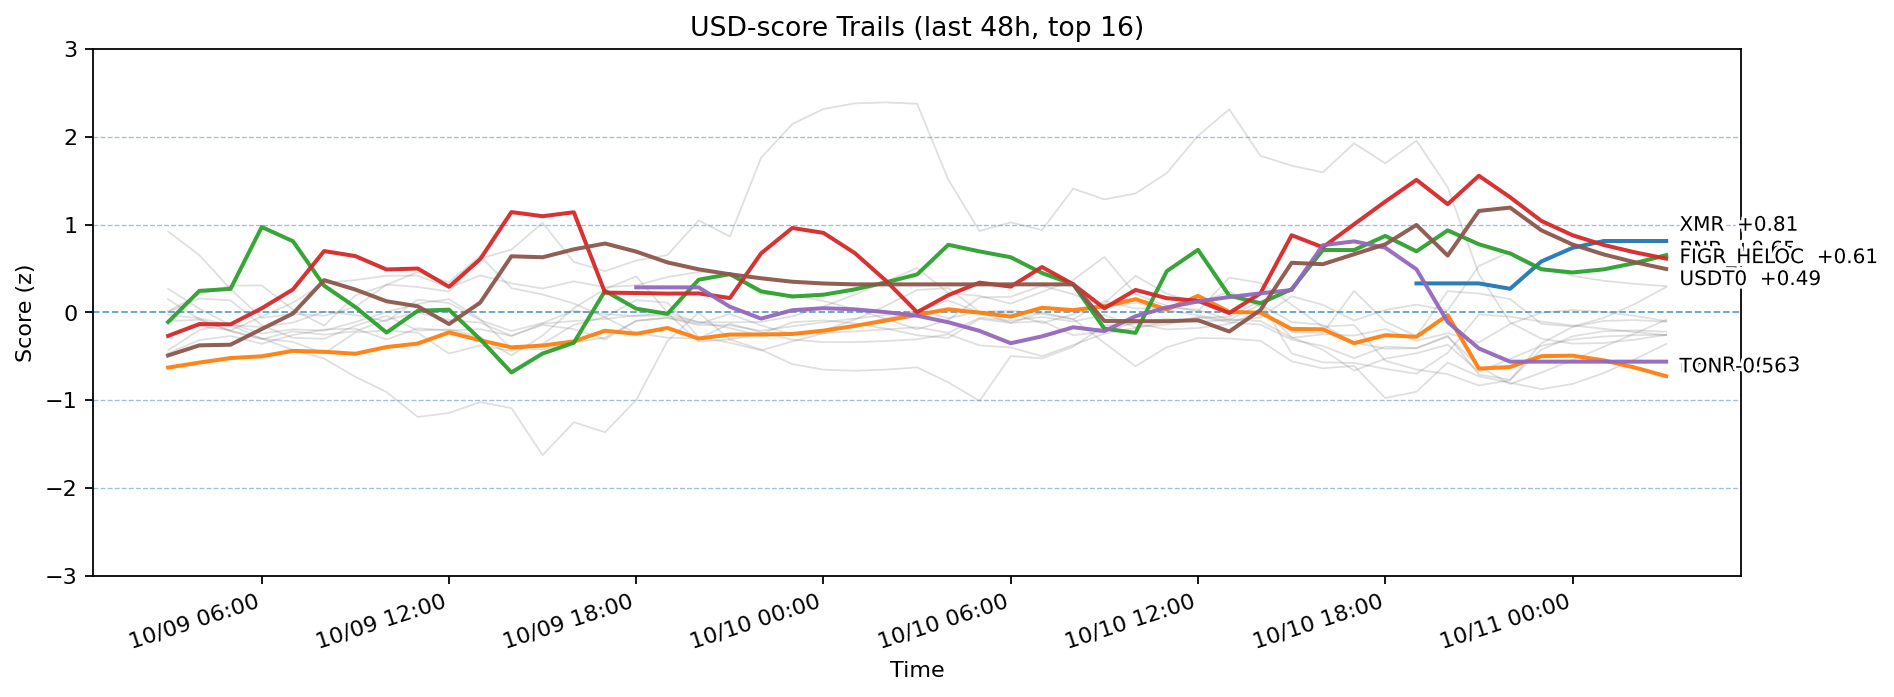 USD-score Trails (last 48h, top 16)
3
2
1
0
−1
−2
−3
Score (z)
XMR +0.81
FIGR_HELOC +0.61
USDT0 +0.49
10/09 06:00
10/09 12:00
10/09 18:00
10/10 00:00
10/10 06:00
10/10 12:00
10/10 18:00
10/11 00:00
Time